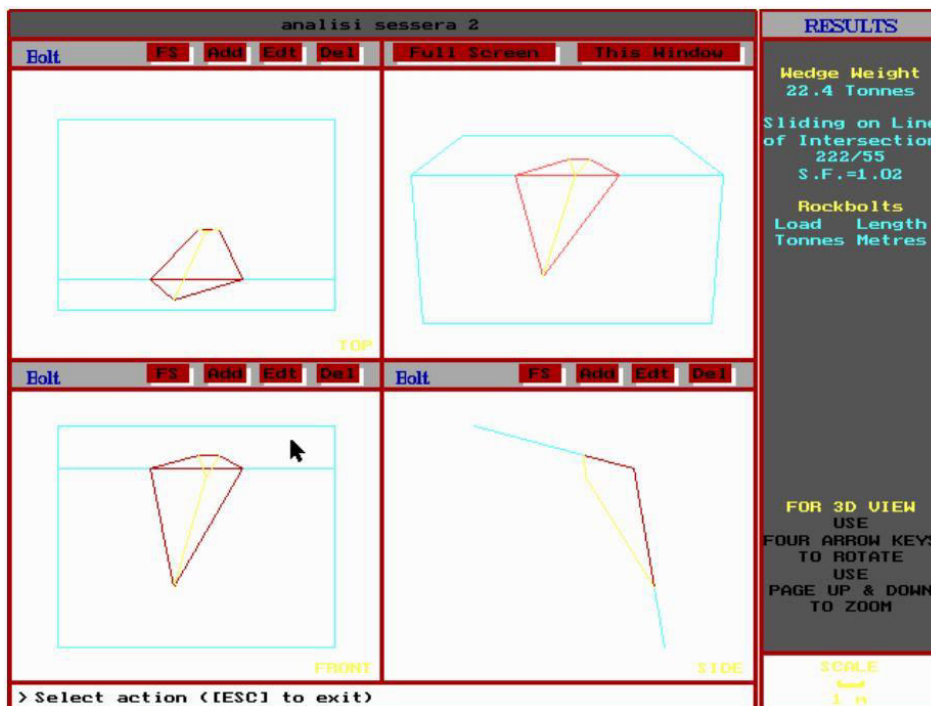 analisi sessera 2
Bolt FS Add Edt Del
Full Screen This Window
TOP
Bolt FS Add Edt Del
FRONT
Bolt FS Add Edt Del
SIDE
> Select action ([ESC] to exit)
RESULTS
Wedge Weight
22.4 Tonnes
Sliding on Line
of Intersection
222/55
S.F.=1.02
Rockbolts
Load Length
Tonnes Metres
FOR 3D VIEW
USE
FOUR ARROW KEYS
TO ROTATE
USE
PAGE UP & DOWN
TO ZOOM
SCALE
1 m